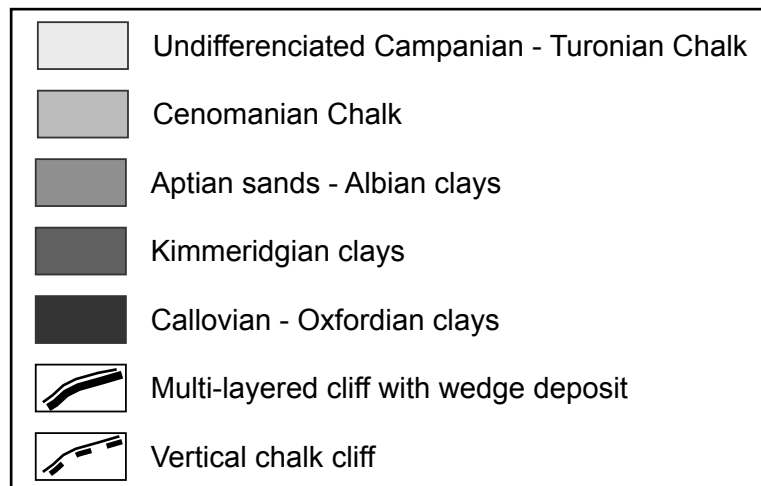 Undifferenciated Campanian - Turonian Chalk
Cenomanian Chalk
Aptian sands - Albian clays
Kimmeridgian clays
Callovian - Oxfordian clays
Multi-layered cliff with wedge deposit
Vertical chalk cliff